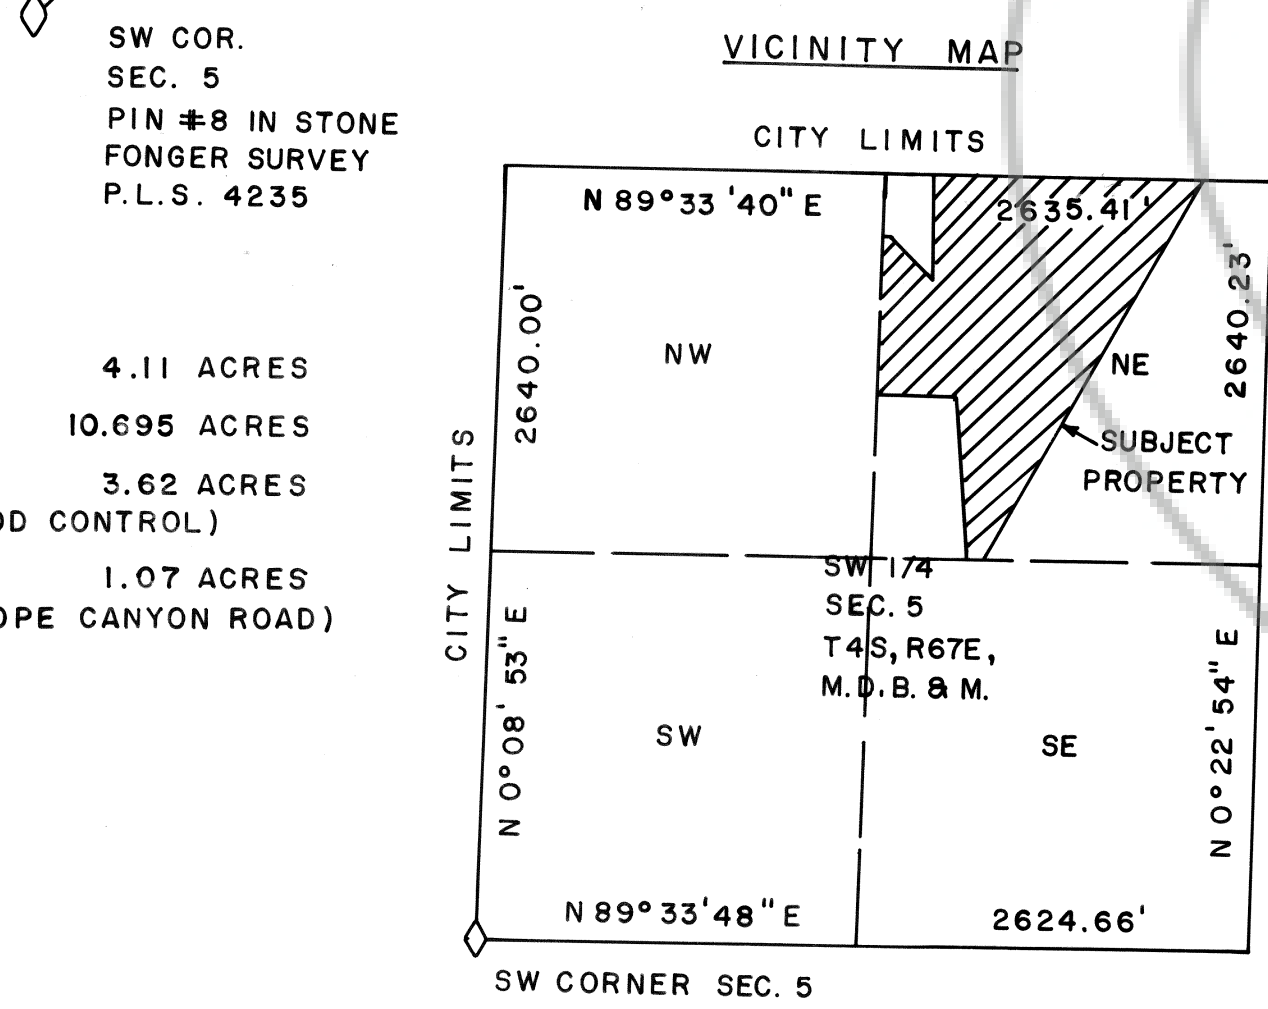 SW COR.
SEC. 5
PIN #8 IN STONE
FONGER SURVEY
P.L.S. 4235
4.11 ACRES
10.695 ACRES
3.62 ACRES
OD CONTROL)
1.07 ACRES
OPE CANYON ROAD)
VICINITY MAP
CITY LIMITS
N 89°33'40" E
2635.41'
2640.00'
2640.23'
NW
NE
SUBJECT
PROPERTY
CITY LIMITS
SW 1/4
SEC. 5
T4S, R67E,
M.D.B. & M.
N 0°08'53" E
N 0°22'54" E
SW
SE
N 89°33'48" E
2624.66'
SW CORNER SEC. 5